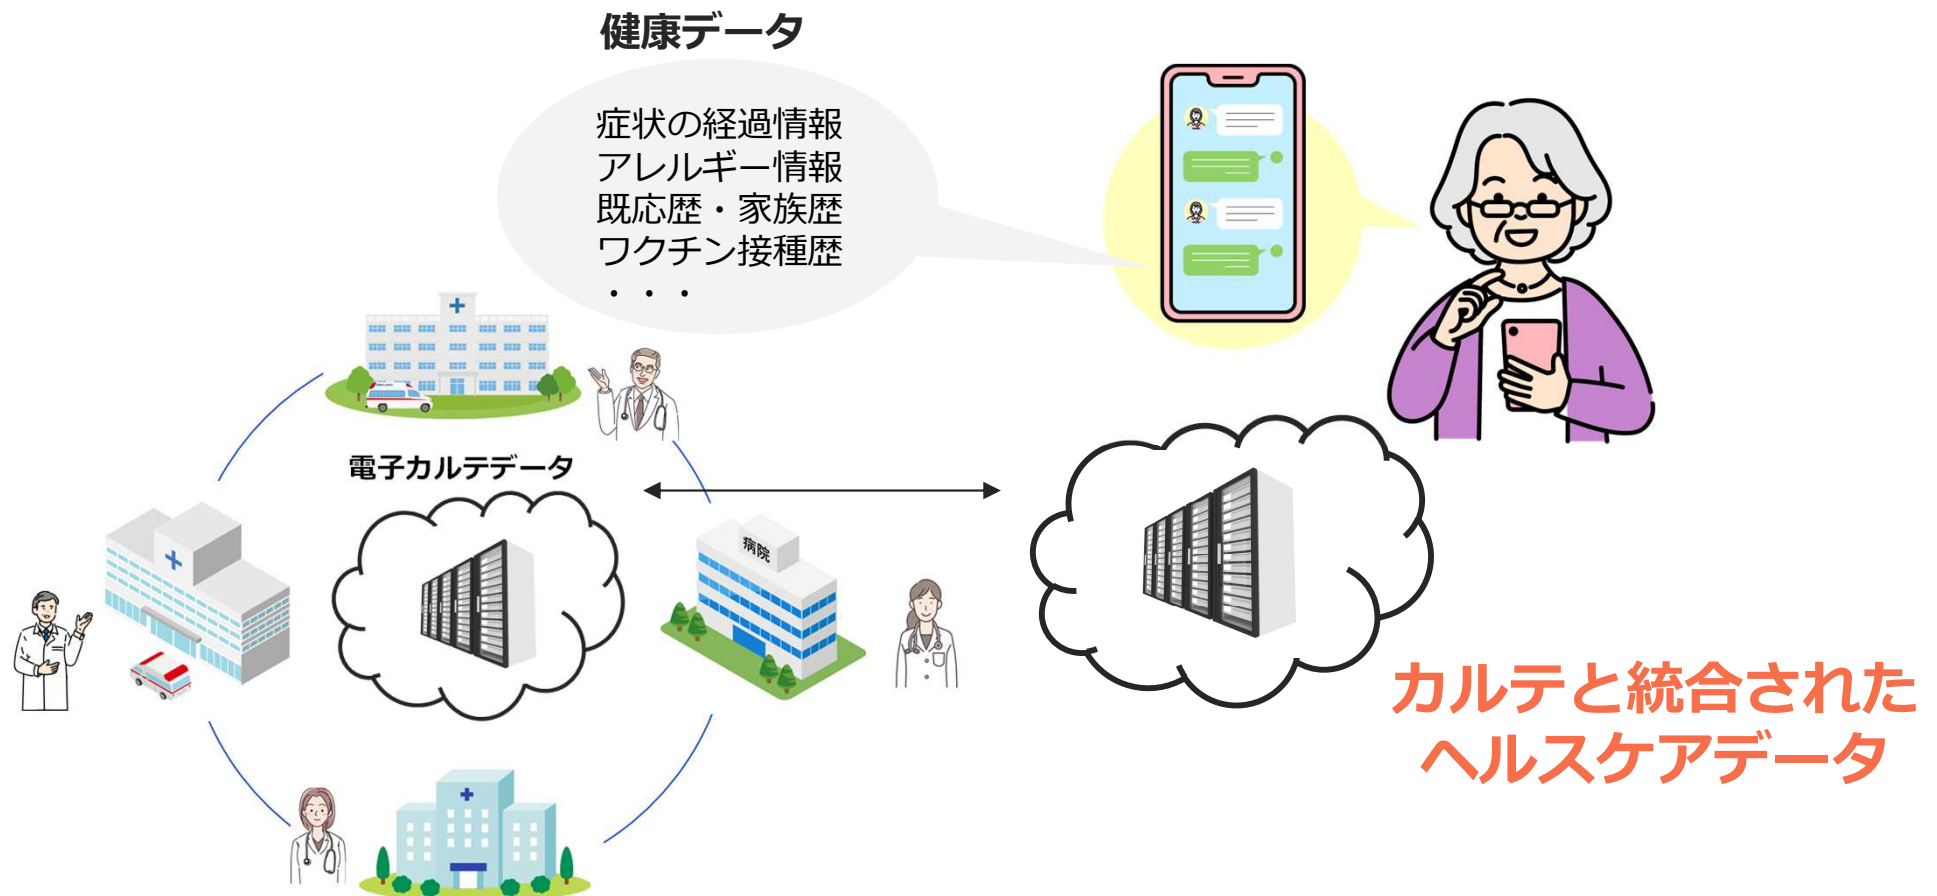 健康データ
症状の経過情報
アレルギー情報
既応歴・家族歴
ワクチン接種歴
・・・
電子カルテデータ
病院
カルテと統合された
ヘルスケアデータ